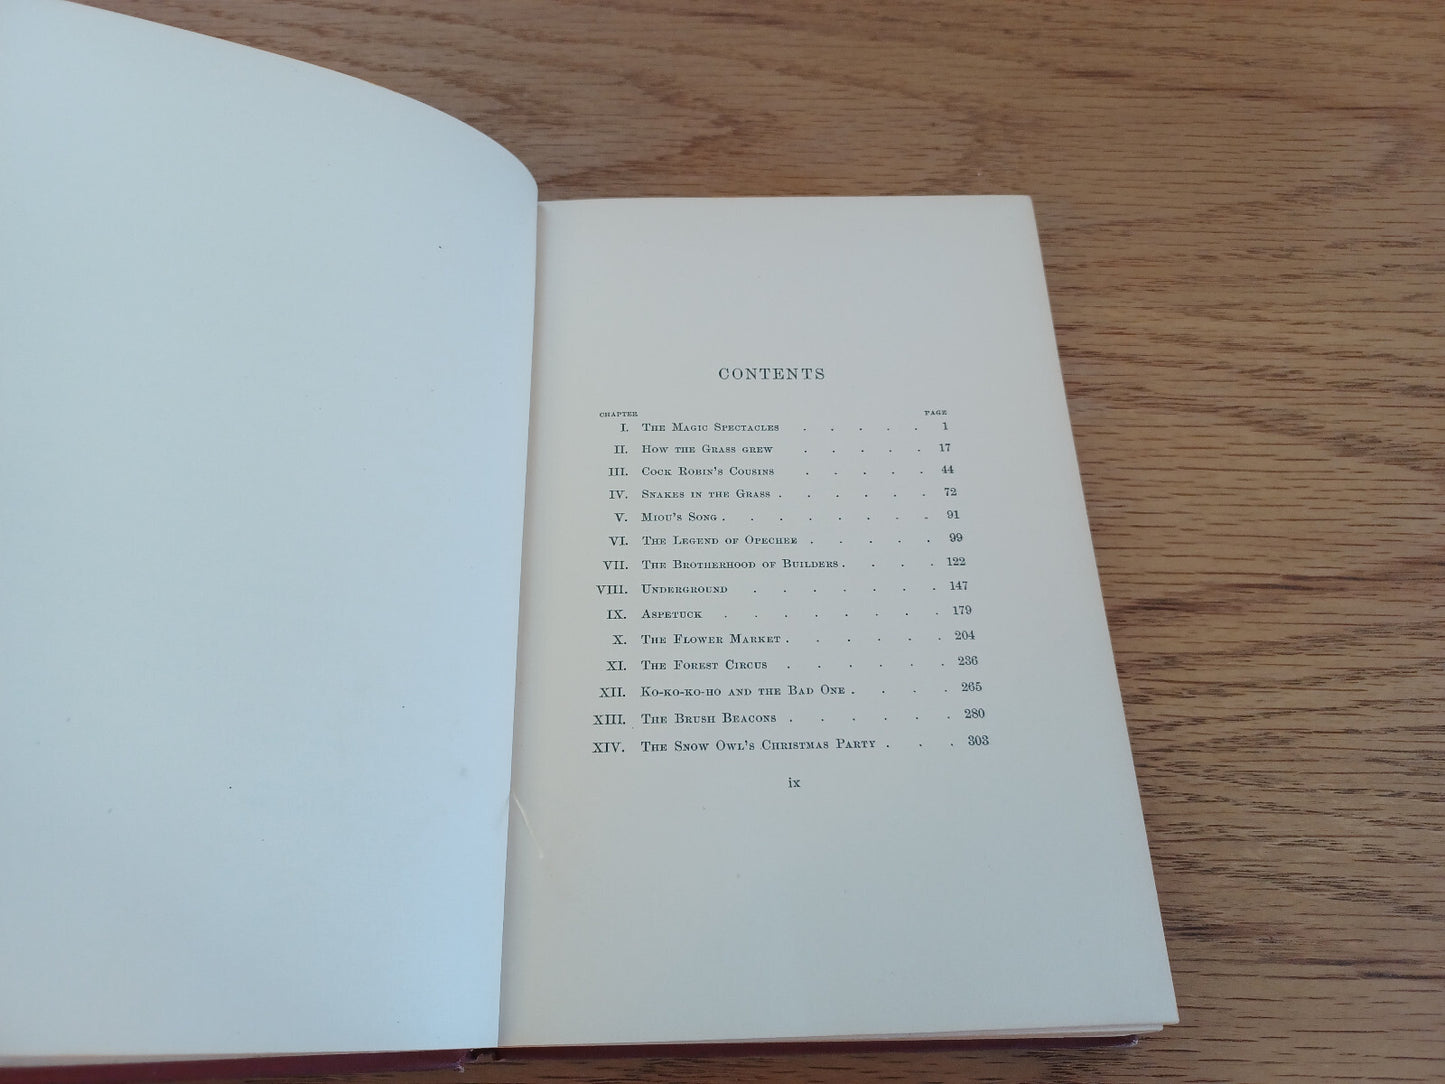 CONTENTS
CHAPTER PAGE
I. The Magic Spectacles . . . . . 1
II. How the Grass grew . . . . . 17
III. Cock Robin's Cousins . . . . . 44
IV. Snakes in the Grass . . . . . . 72
V. Miou's Song . . . . . . . . 91
VI. The Legend of Opechee . . . . . 99
VII. The Brotherhood of Builders . . . . 122
VIII. Underground . . . . . . . 147
IX. Aspetuck . . . . . . . . 179
X. The Flower Market . . . . . . 204
XI. The Forest Circus . . . . . . 236
XII. Ko-ko-ko-ho and the Bad One . . . . 265
XIII. The Brush Beacons . . . . . . 280
XIV. The Snow Owl's Christmas Party . . . 303
ix